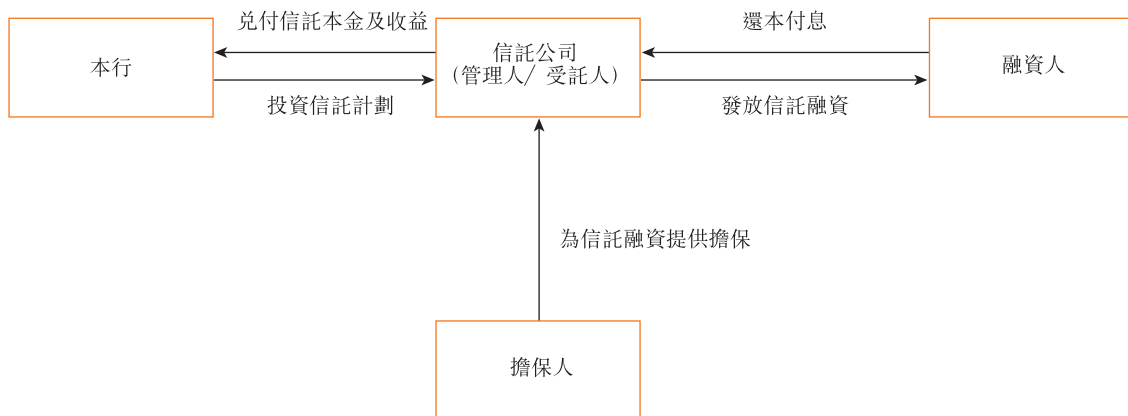 兑付信託本金及收益
還本付息
本行
信託公司
(管理人/ 受託人)
融資人
投資信託計劃
發放信託融資
為信託融資提供擔保
擔保人